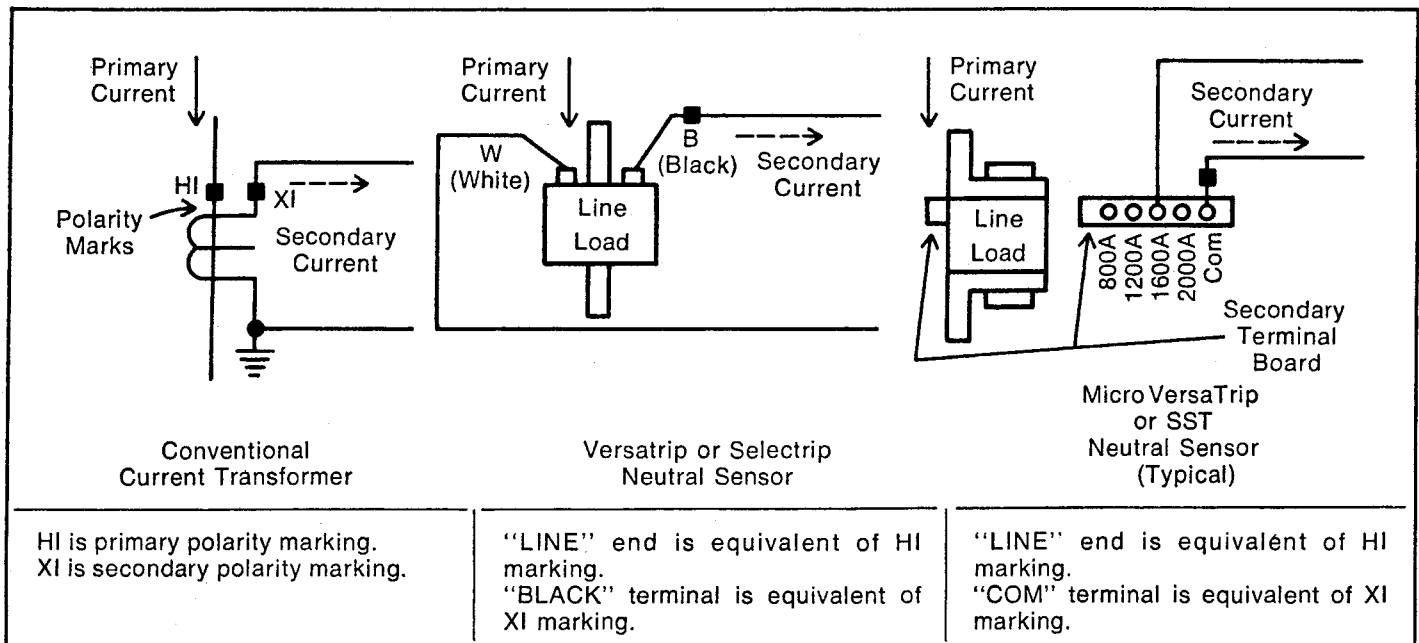 Primary
Current
HI
XI
Polarity
Marks
Secondary
Current
Conventional
Current Transformer
Primary
Current
W
(White)
B
(Black)
Secondary
Current
Line
Load
Versatrip or Selectrip
Neutral Sensor
Primary
Current
Secondary
Current
Line
Load
800A
1200A
1600A
2000A
Com
Secondary
Terminal
Board
Micro VersaTrip
or SST
Neutral Sensor
(Typical)
HI is primary polarity marking.
XI is secondary polarity marking.
"LINE" end is equivalent of HI
marking.
"BLACK" terminal is equivalent of
XI marking.
"LINE" end is equivalent of HI
marking.
"COM" terminal is equivalent of XI
marking.